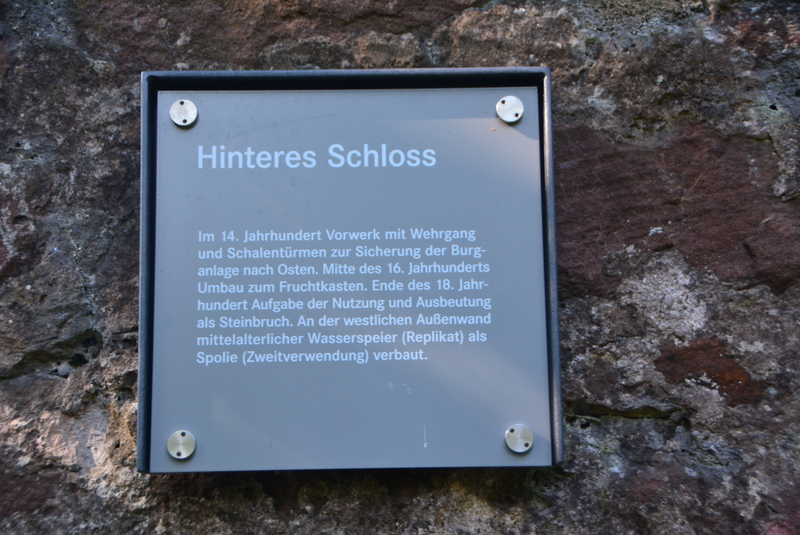 Hinteres Schloss
Im 14. Jahrhundert Vorwerk mit Wehrgang
und Schalentürmen zur Sicherung der Burg-
anlage nach Osten. Mitte des 16. Jahrhunderts
Umbau zum Fruchtkasten. Ende des 18. Jahr-
hundert Aufgabe der Nutzung und Ausbeutung
als Steinbruch. An der westlichen Außenwand
mittelalterlicher Wasserspeier (Replikat) als
Spolie (Zweitverwendung) verbaut.